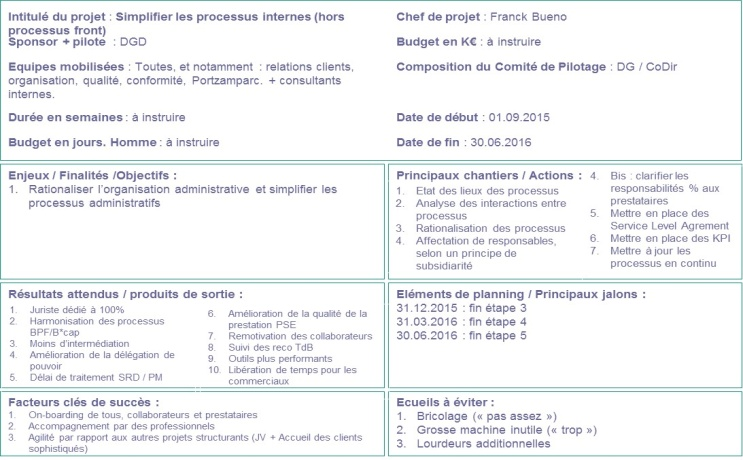 Intitulé du projet : Simplifier les processus internes (hors
processus front)
Sponsor + pilote : DGD
Equipes mobilisées : Toutes, et notamment : relations clients,
organisation, qualité, conformité, Portzamparc. + consultants
internes.
Durée en semaines : à instruire
Budget en jours. Homme : à instruire
Chef de projet : Franck Bueno
Budget en K€ : à instruire
Composition du Comité de Pilotage : DG / CoDir
Date de début : 01.09.2015
Date de fin : 30.06.2016
Enjeux / Finalités /Objectifs :
1. Rationaliser l’organisation administrative et simplifier les
processus administratifs
Principaux chantiers / Actions :
1. Etat des lieux des processus
2. Analyse des interactions entre
processus
3. Rationalisation des processus
4. Affectation de responsables,
selon un principe de
subsidiarité
4. Bis : clarifier les
responsabilités % aux
prestataires
5. Mettre en place des
Service Level Agrement
6. Mettre en place des KPI
7. Mettre à jour les
processus en continu
Résultats attendus / produits de sortie :
1. Juriste dédié à 100%
2. Harmonisation des processus
BPF/B*cap
3. Moins d’intermédiation
4. Amélioration de la délégation de
pouvoir
5. Délai de traitement SRD / PM
6. Amélioration de la qualité de la
prestation PSE
7. Remotivation des collaborateurs
8. Suivi des reco TdB
9. Outils plus performants
10. Libération de temps pour les
commerciaux
Eléments de planning / Principaux jalons :
31.12.2015 : fin étape 3
31.03.2016 : fin étape 4
30.06.2016 : fin étape 5
Facteurs clés de succès :
1. On-boarding de tous, collaborateurs et prestataires
2. Accompagnement par des professionnels
3. Agilité par rapport aux autres projets structurants (JV + Accueil des clients
sophistiqués)
Ecueils à éviter :
1. Bricolage (« pas assez »)
2. Grosse machine inutile (« trop »)
3. Lourdeurs additionnelles